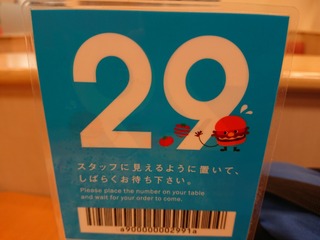 29
スタッフに見えるように置いて、
しばらくお待ち下さい。
Please place the number on your table
and wait for your order to come.
a900000002991a